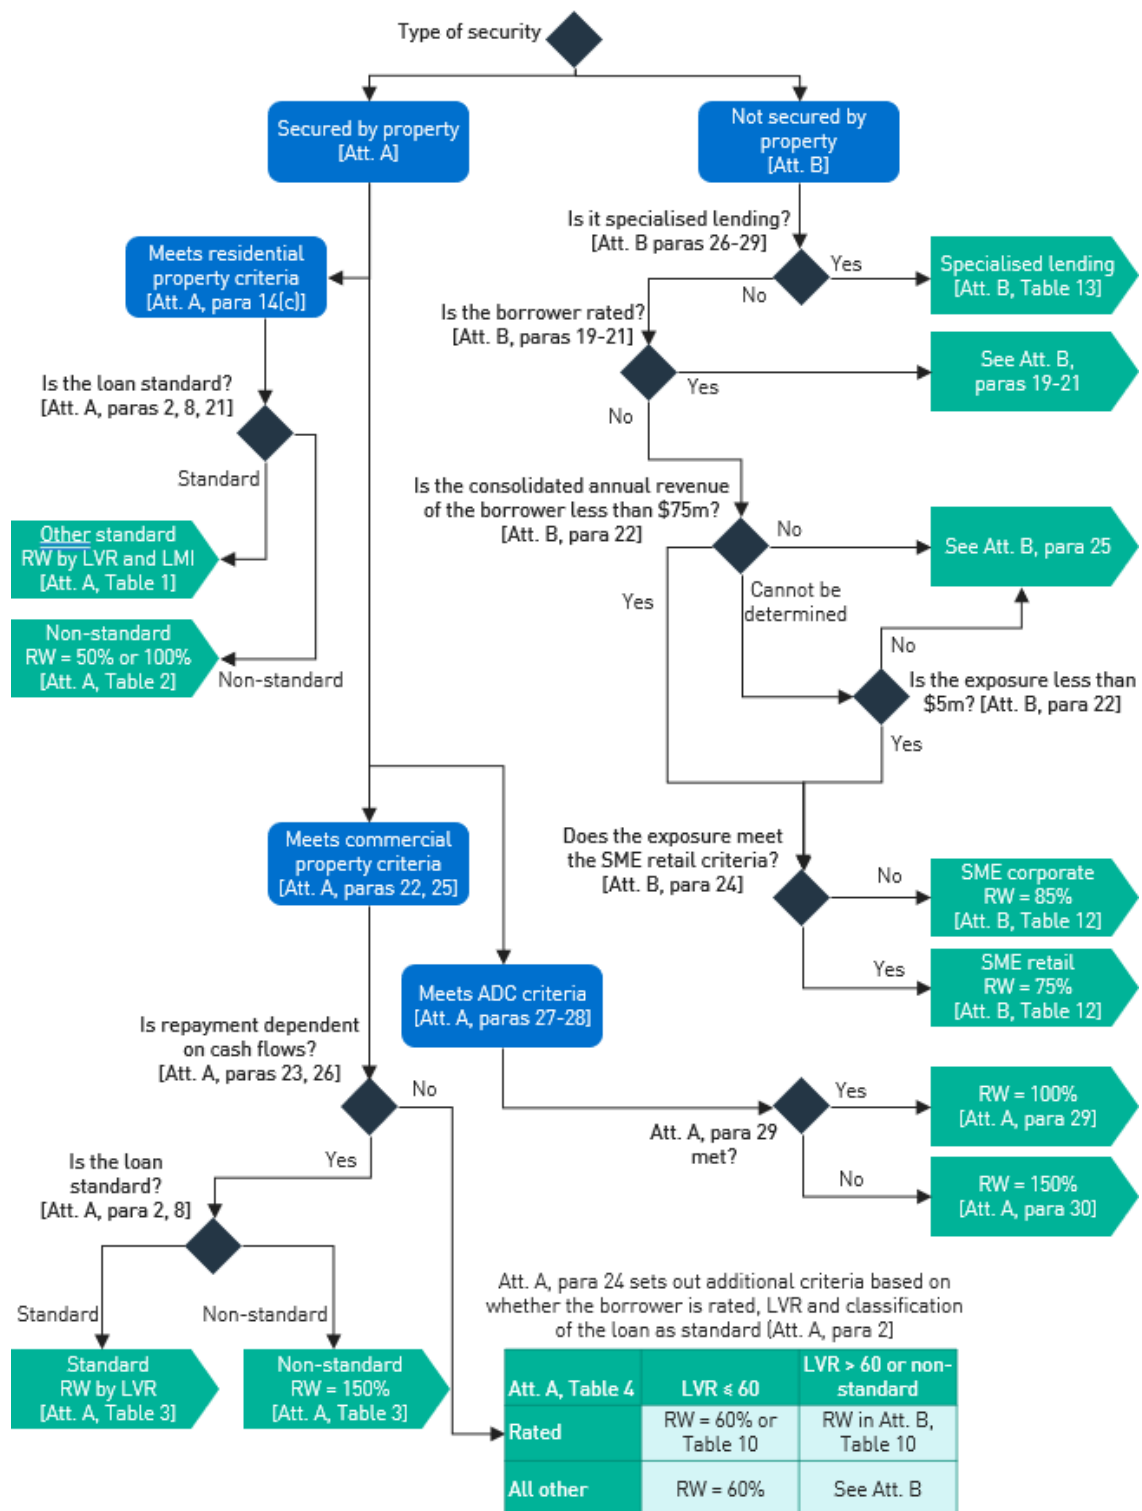 Type of security
Secured by property
[Att. A]
Not secured by
property
[Att. B]
Is it specialised lending?
[Att. B paras 26-29]
Yes
No
Specialised lending
[Att. B, Table 13]
Meets residential
property criteria
[Att. A, para 14(c)]
Is the borrower rated?
[Att. B, paras 19-21]
Yes
No
See Att. B,
paras 19-21
Is the loan standard?
[Att. A, paras 2, 8, 21]
Standard
Non-standard
Other standard
RW by LVR and LMI
[Att. A, Table 1]
Non-standard
RW = 50% or 100%
[Att. A, Table 2]
Is the consolidated annual revenue
of the borrower less than $75m?
[Att. B, para 22]
No
Yes
Cannot be
determined
See Att. B, para 25
No
Is the exposure less than
$5m? [Att. B, para 22]
Yes
Does the exposure meet
the SME retail criteria?
[Att. B, para 24]
No
Yes
SME corporate
RW = 85%
[Att. B, Table 12]
SME retail
RW = 75%
[Att. B, Table 12]
Meets commercial
property criteria
[Att. A, paras 22, 25]
Meets ADC criteria
[Att. A, paras 27-28]
Is repayment dependent
on cash flows?
[Att. A, paras 23, 26]
No
Yes
Att. A, para 29
met?
Yes
No
RW = 100%
[Att. A, para 29]
RW = 150%
[Att. A, para 30]
Is the loan
standard?
[Att. A, para 2, 8]
Standard
Non-standard
Standard
RW by LVR
[Att. A, Table 3]
Non-standard
RW = 150%
[Att. A, Table 3]
Att. A, para 24 sets out additional criteria based on
whether the borrower is rated, LVR and classification
of the loan as standard (Att. A, para 2]
Att. A, Table 4
LVR ≤ 60
LVR > 60 or non-
standard
Rated
RW = 60% or
Table 10
RW in Att. B,
Table 10
All other
RW = 60%
See Att. B